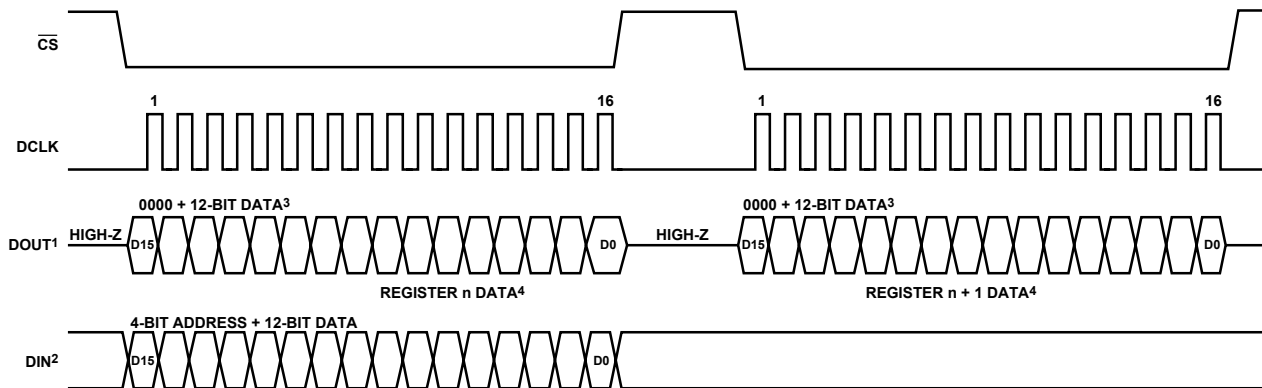 CS
1
16
1
16
DCLK
0000 + 12-BIT DATA3
0000 + 12-BIT DATA3
DOUT1
HIGH-Z
D15
D0
HIGH-Z
D15
D0
REGISTER n DATA4
REGISTER n + 1 DATA4
4-BIT ADDRESS + 12-BIT DATA
DIN2
D15
D0